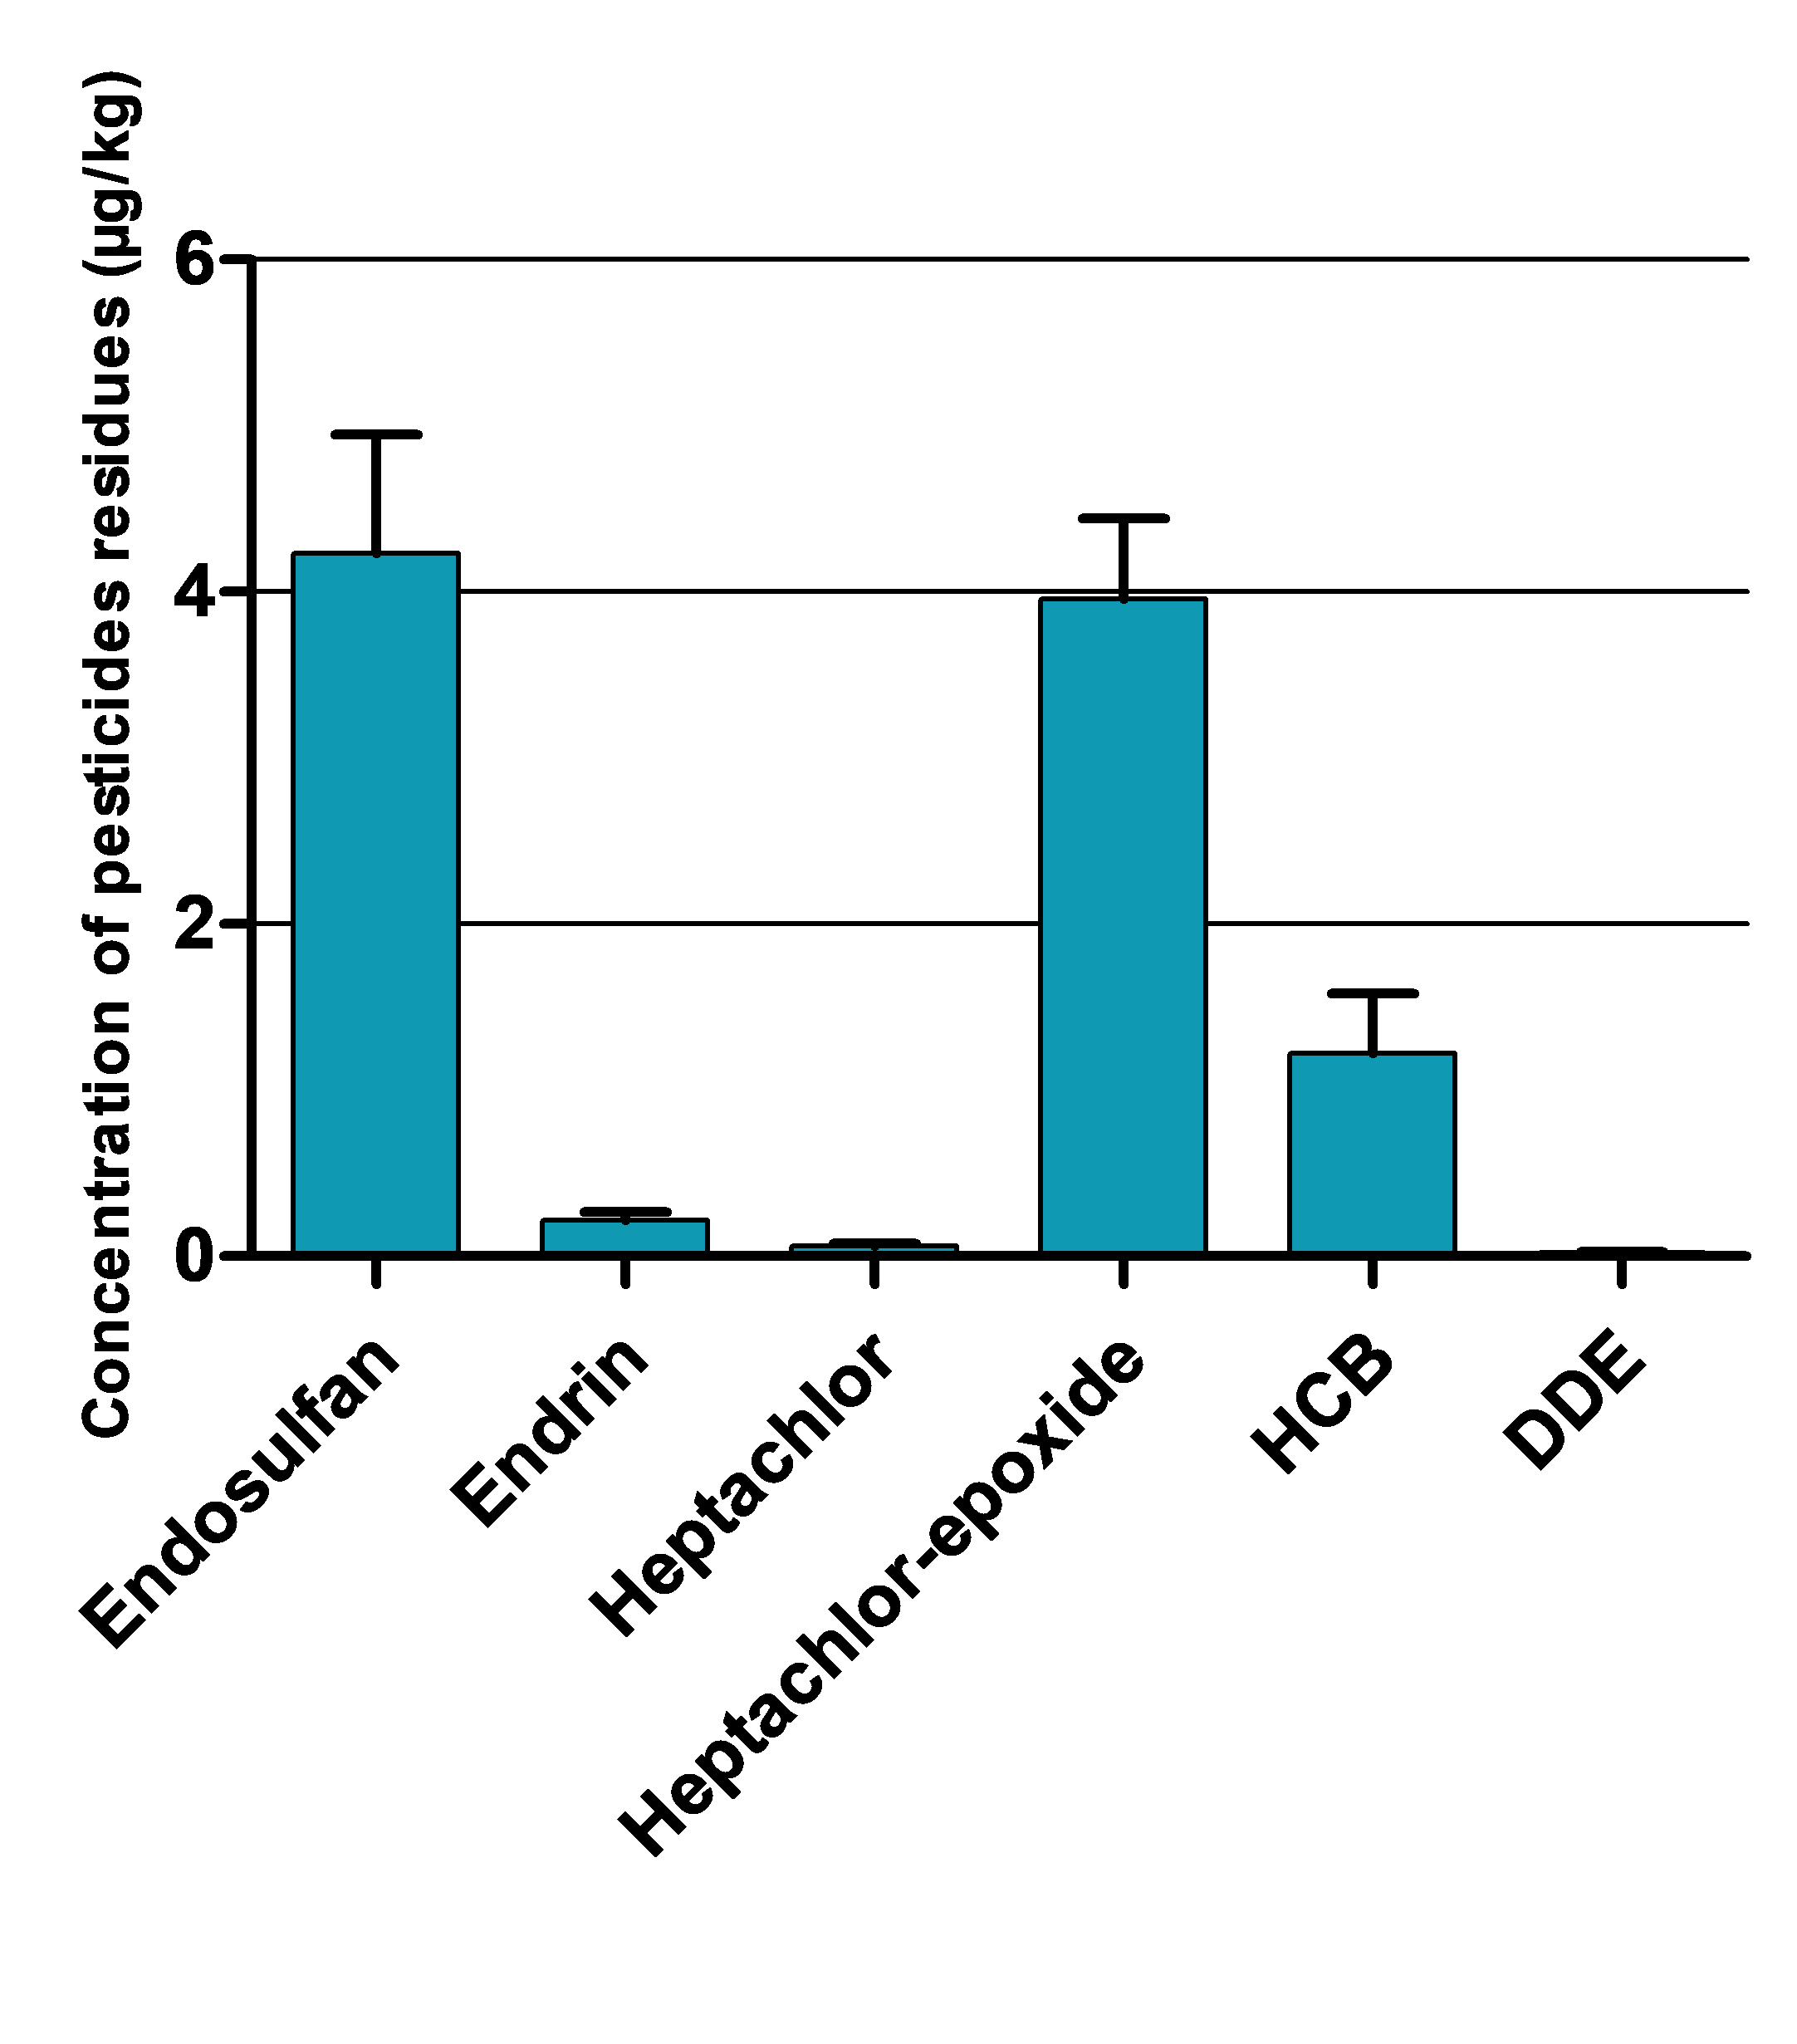 Concentration of pesticides residues (µg/kg)
6
4
2
0
Endosulfan
Endrin
Heptachlor
Heptachlor-epoxide
HCB
DDE